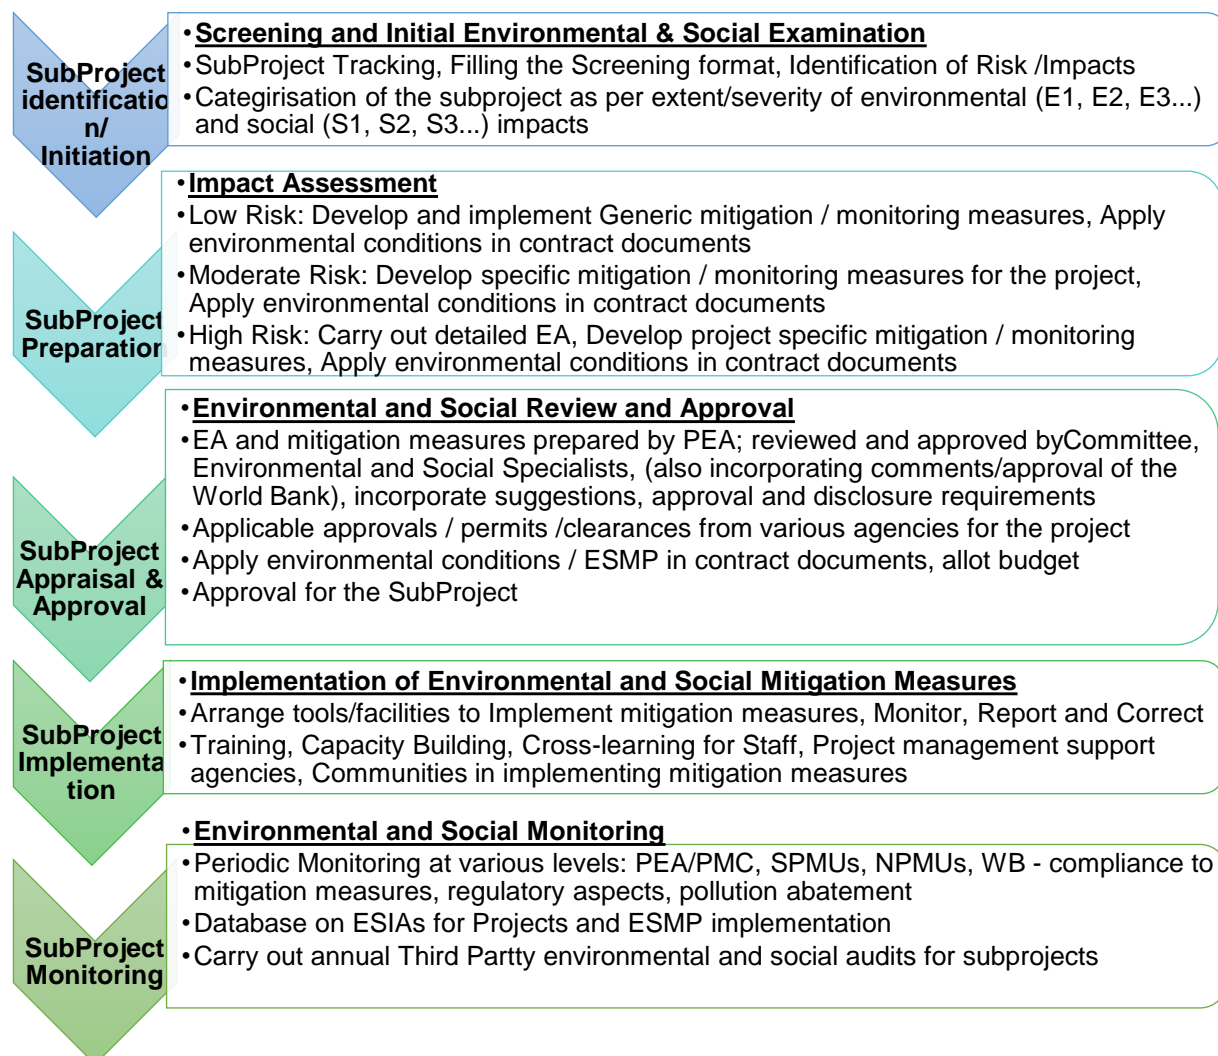 SubProject
identificatio
n/
Initiation
•Screening and Initial Environmental & Social Examination
•SubProject Tracking, Filling the Screening format, Identification of Risk /Impacts
•Categirisation of the subproject as per extent/severity of environmental (E1, E2, E3...)
and social (S1, S2, S3...) impacts
SubProject
Preparation
•Impact Assessment
•Low Risk: Develop and implement Generic mitigation / monitoring measures, Apply
environmental conditions in contract documents
•Moderate Risk: Develop specific mitigation / monitoring measures for the project,
Apply environmental conditions in contract documents
•High Risk: Carry out detailed EA, Develop project specific mitigation / monitoring
measures, Apply environmental conditions in contract documents
SubProject
Appraisal &
Approval
•Environmental and Social Review and Approval
•EA and mitigation measures prepared by PEA; reviewed and approved byCommittee,
Environmental and Social Specialists, (also incorporating comments/approval of the
World Bank), incorporate suggestions, approval and disclosure requirements
•Applicable approvals / permits /clearances from various agencies for the project
•Apply environmental conditions / ESMP in contract documents, allot budget
•Approval for the SubProject
SubProject
Implementa
tion
•Implementation of Environmental and Social Mitigation Measures
•Arrange tools/facilities to Implement mitigation measures, Monitor, Report and Correct
•Training, Capacity Building, Cross-learning for Staff, Project management support
agencies, Communities in implementing mitigation measures
SubProject
Monitoring
•Environmental and Social Monitoring
•Periodic Monitoring at various levels: PEA/PMC, SPMUs, NPMUs, WB - compliance to
mitigation measures, regulatory aspects, pollution abatement
•Database on ESIAs for Projects and ESMP implementation
•Carry out annual Third Partty environmental and social audits for subprojects